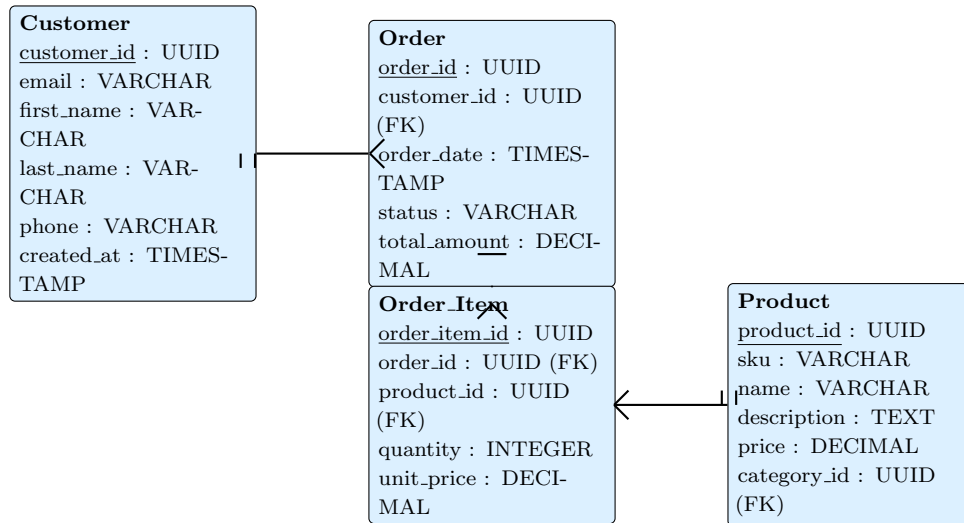 Customer
customer_id : UUID
email : VARCHAR
first_name : VAR-
CHAR
last_name : VAR-
CHAR
phone : VARCHAR
created_at : TIMES-
TAMP
Order
order_id : UUID
customer_id : UUID
(FK)
order_date : TIMES-
TAMP
status : VARCHAR
total_amount : DECI-
MAL
Order_Item
order_item_id : UUID
order_id : UUID (FK)
product_id : UUID
(FK)
quantity : INTEGER
unit_price : DECI-
MAL
Product
product_id : UUID
sku : VARCHAR
name : VARCHAR
description : TEXT
price : DECIMAL
category_id : UUID
(FK)